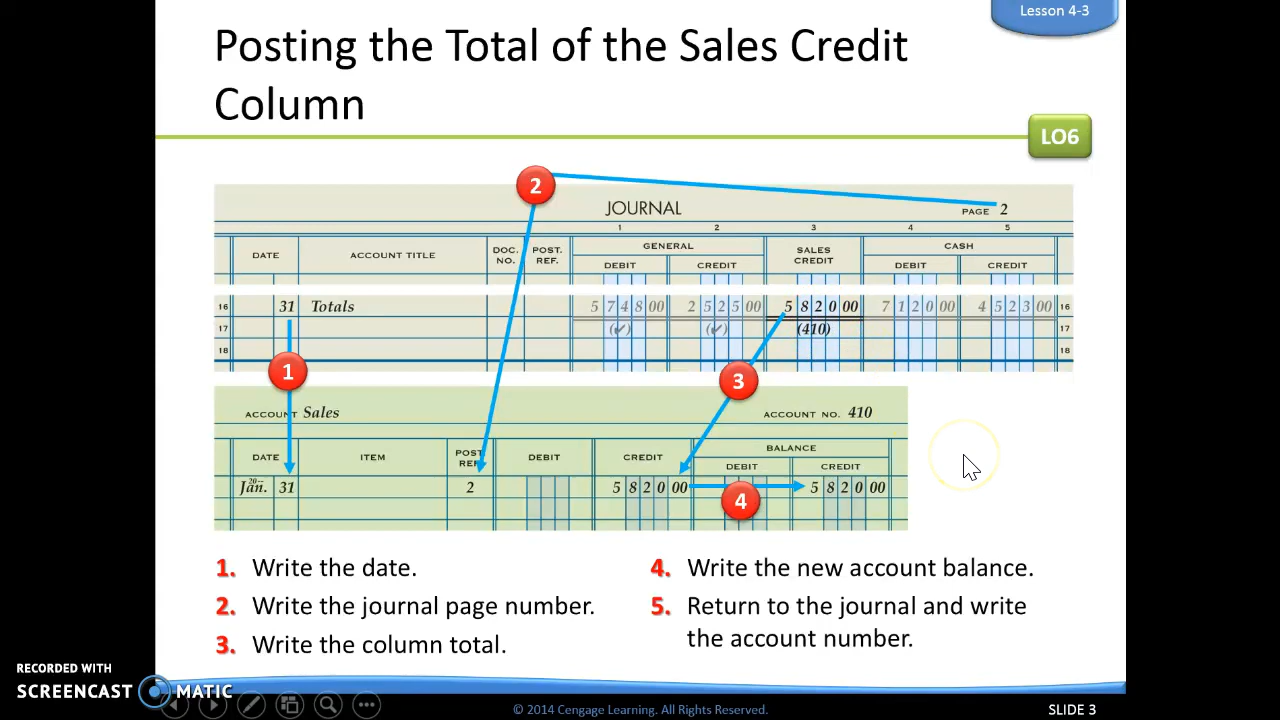 Lesson 4-3
Posting the Total of the Sales Credit
Column
LO6
2
JOURNAL
PAGE 2
1 2 3 4 5
DATE ACCOUNT TITLE DOC. NO. POST. REF. GENERAL SALES CREDIT CASH
DEBIT CREDIT DEBIT CREDIT
16 31 Totals 5 7 4 8 00 2 5 2 5 00 5 8 2 0 00 7 1 2 0 00 4 5 2 3 00 16
17 (✓) (✓) (410) 17
18 18
1
3
ACCOUNT Sales ACCOUNT NO. 410
DATE ITEM POST. REF. DEBIT CREDIT BALANCE
DEBIT CREDIT
20--
Jan. 31 2 5 8 2 0 00 5 8 2 0 00
4
1. Write the date.
2. Write the journal page number.
3. Write the column total.
4. Write the new account balance.
5. Return to the journal and write
the account number.
RECORDED WITH
SCREENCAST MATIC
© 2014 Cengage Learning. All Rights Reserved.
SLIDE 3